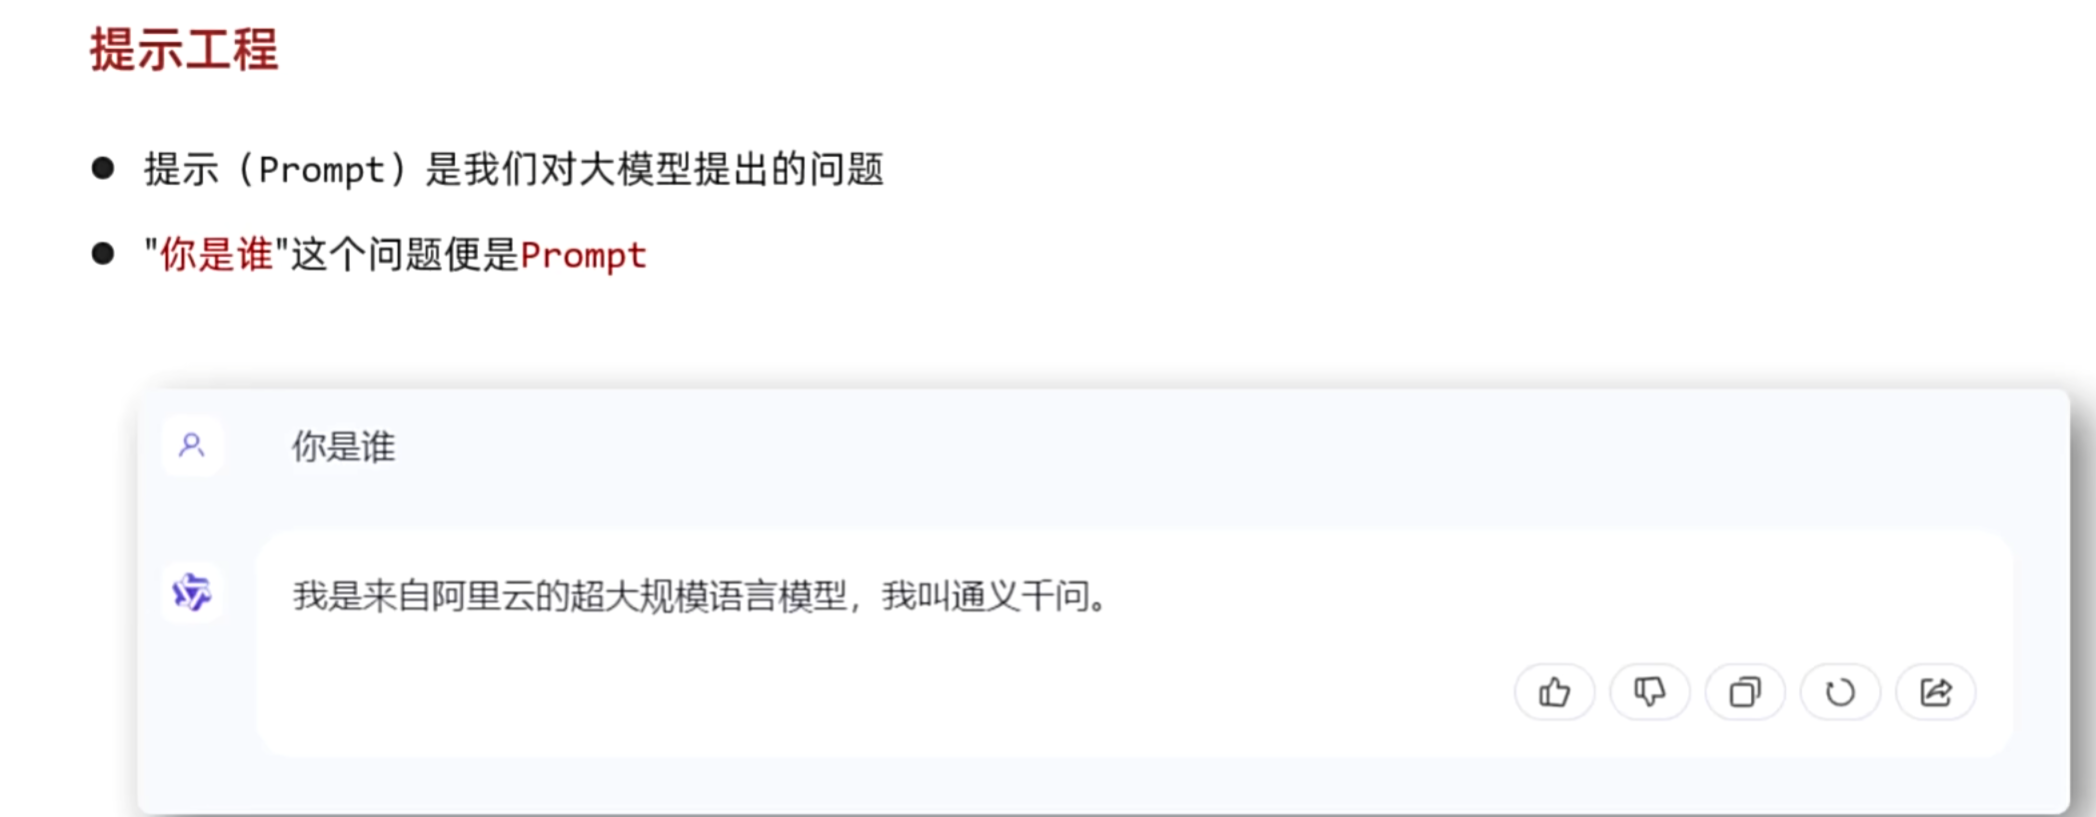 提示工程
● 提示（Prompt）是我们对大模型提出的问题
● "你是谁"这个问题便是Prompt
你是谁
我是来自阿里云的超大规模语言模型，我叫通义千问。